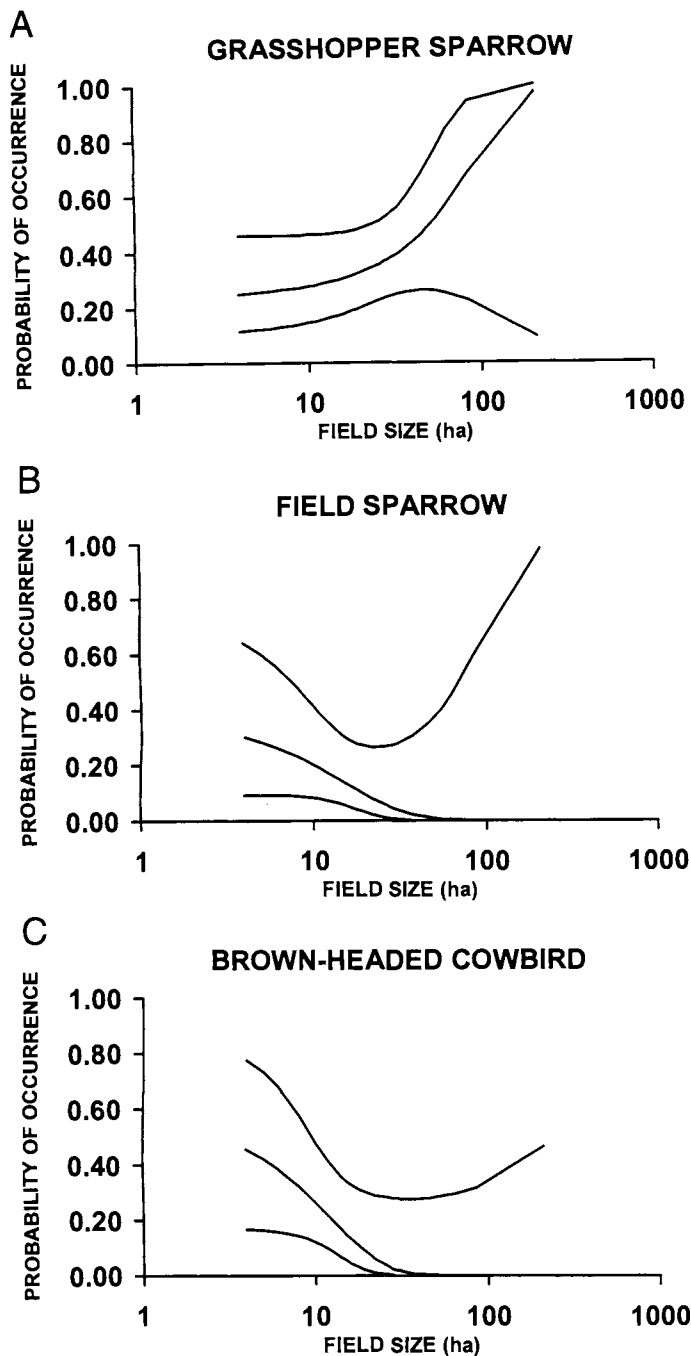 A
GRASSHOPPER SPARROW
PROBABILITY OF OCCURRENCE
1.00
0.80
0.60
0.40
0.20
0.00
1 10 100 1000
FIELD SIZE (ha)
B
FIELD SPARROW
PROBABILITY OF OCCURRENCE
1.00
0.80
0.60
0.40
0.20
0.00
1 10 100 1000
FIELD SIZE (ha)
C
BROWN-HEADED COWBIRD
PROBABILITY OF OCCURRENCE
1.00
0.80
0.60
0.40
0.20
0.00
1 10 100 1000
FIELD SIZE (ha)